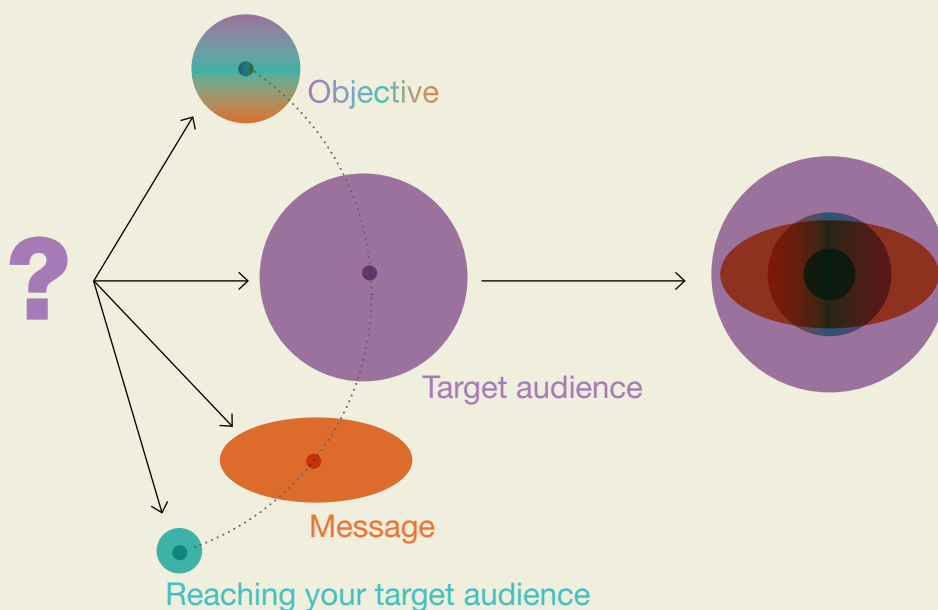 Objective
?
Target audience
Message
Reaching your target audience